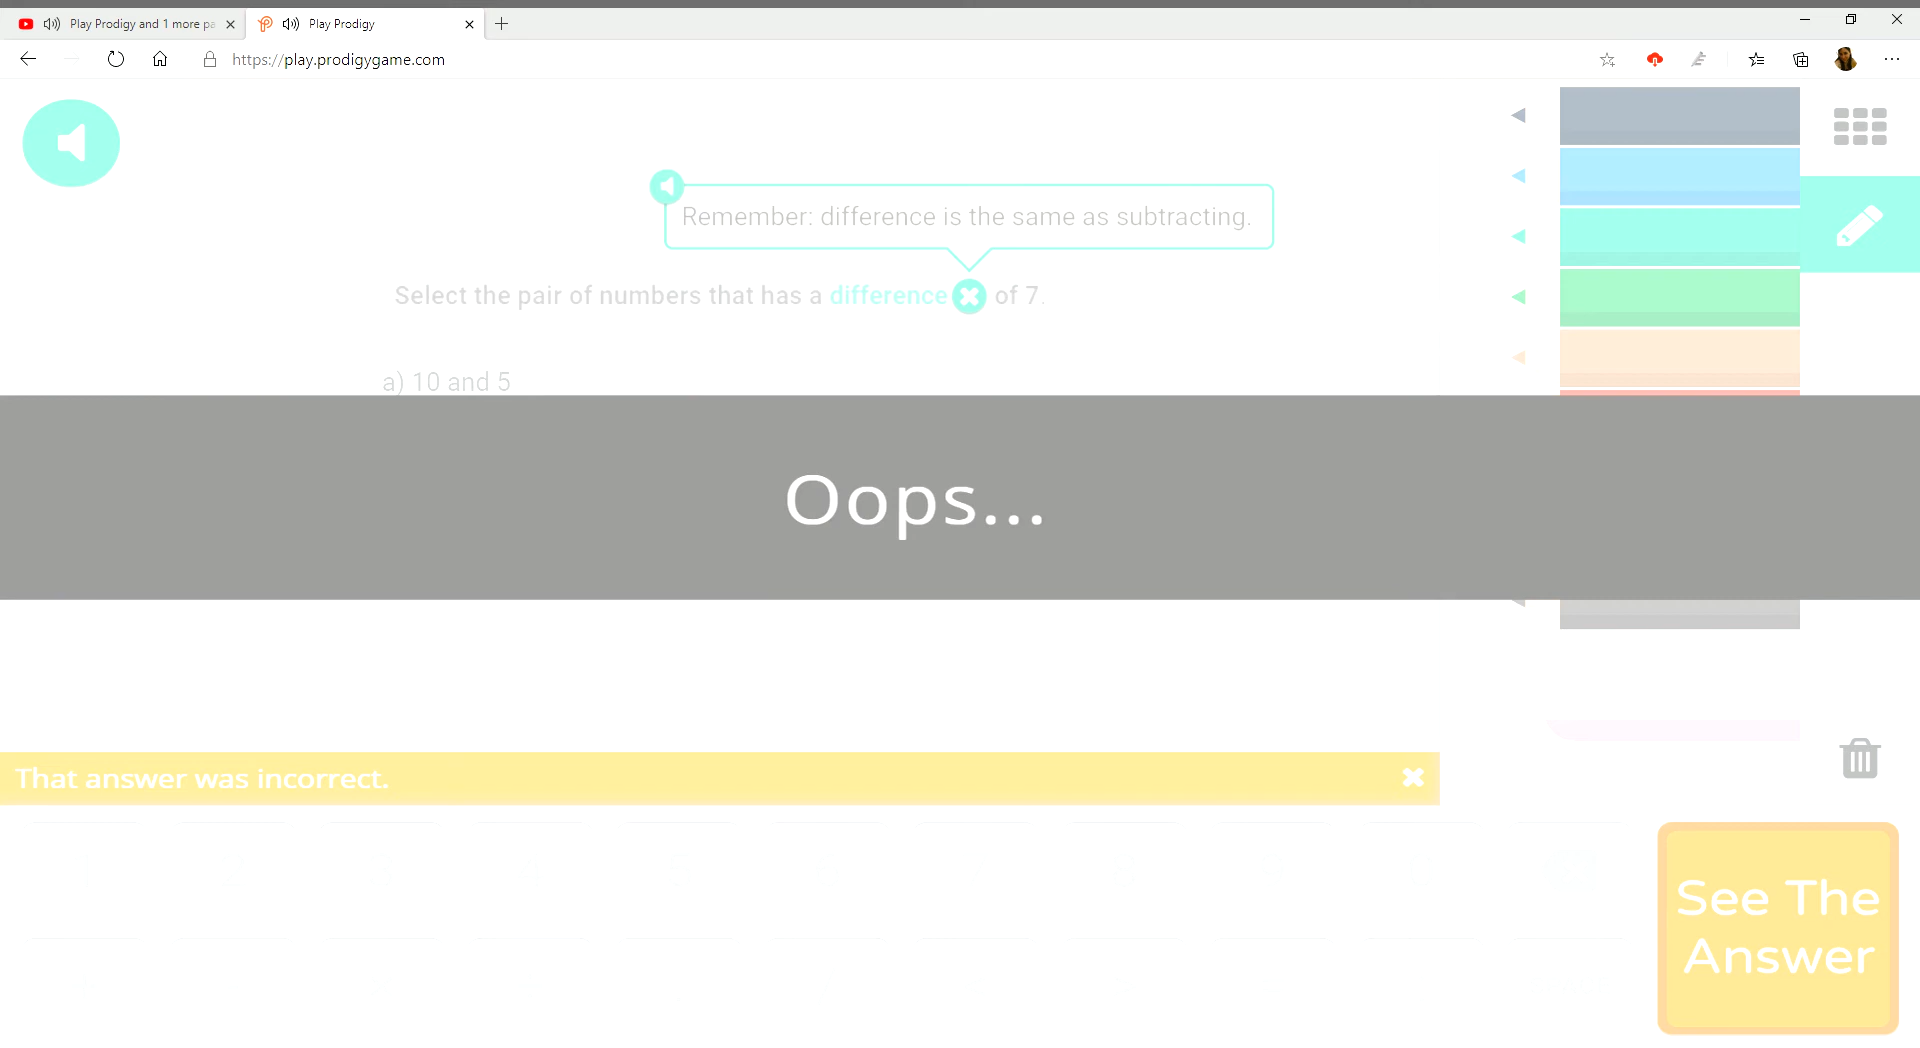 Play Prodigy and 1 more pa
Play Prodigy
https://play.prodigygame.com
Remember: difference is the same as subtracting.
Select the pair of numbers that has a difference of 7.
a) 10 and 5
Oops...
That answer was incorrect.
See The
Answer